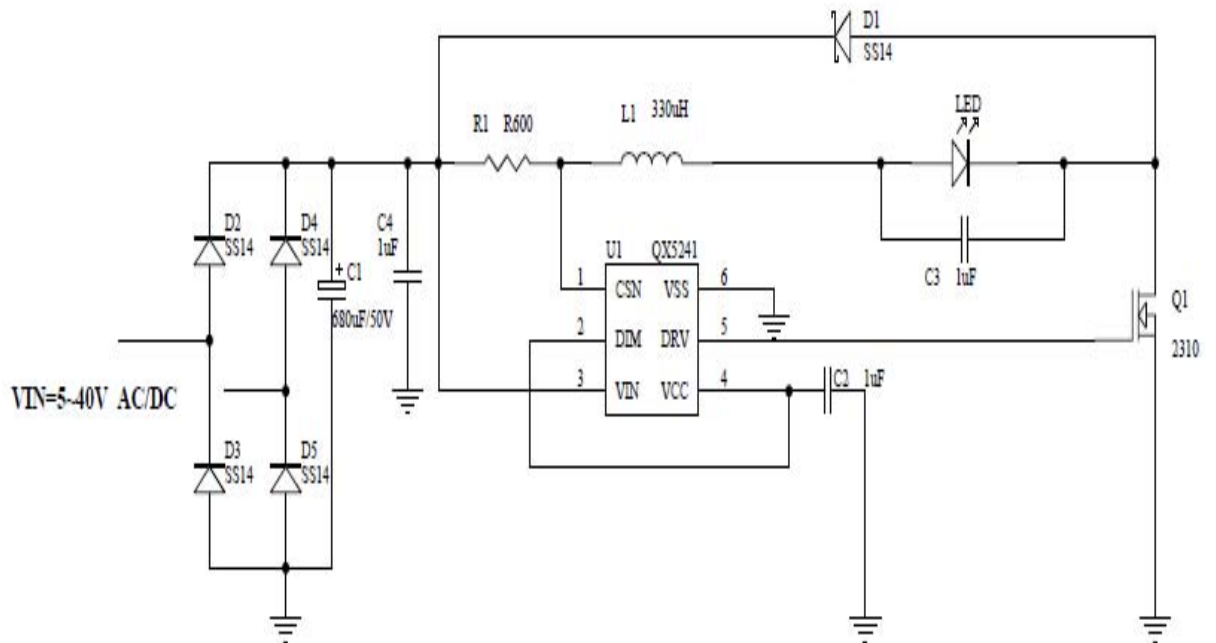 D1
SS14
330uH
L1
LED
R1 R600
D2
SS14
D4
SS14
C4
1uF
+
C1
680uF/50V
U1 QX5241
1 CSN VSS 6
2 DIM DRV 5
3 VIN VCC 4
C3 1uF
Q1
2310
C2 1uF
VIN=5~40V AC/DC
D3
SS14
D5
SS14